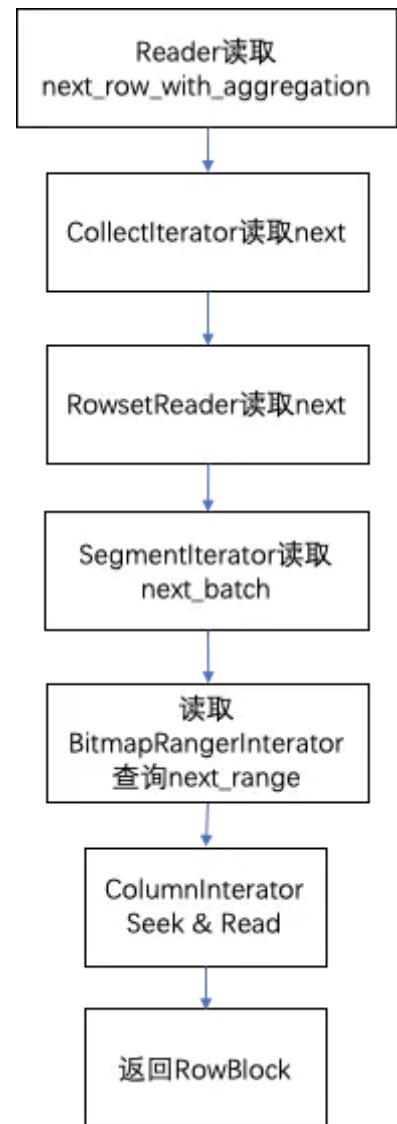 Reader读取
next_row_with_aggregation
CollectIterator读取next
RowsetReader读取next
SegmentIterator读取
next_batch
读取
BitmapRangerInterator
查询next_range
ColumnInterator
Seek & Read
返回RowBlock